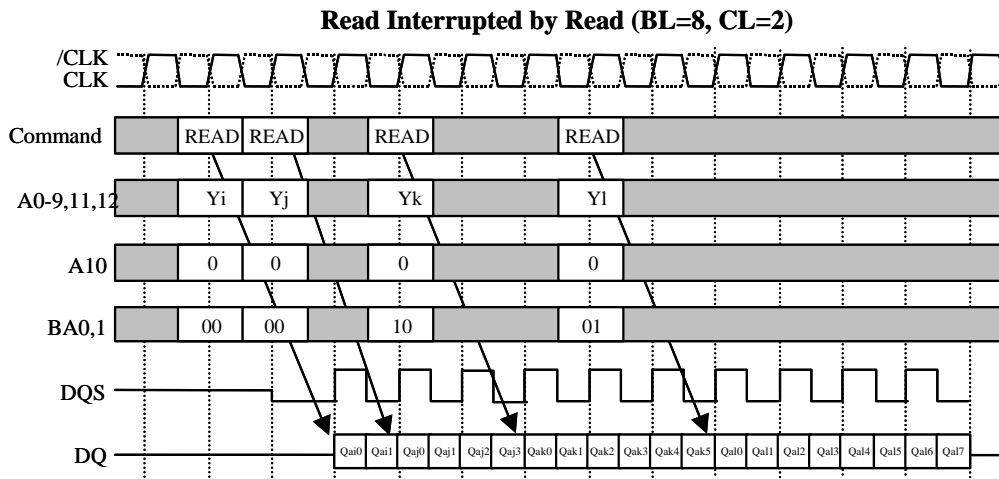 Read Interrupted by Read (BL=8, CL=2)
/CLK
CLK
Command READ READ READ READ
A0-9,11,12 Yi Yj Yk Yl
A10 0 0 0 0
BA0,1 00 00 10 01
DQS
DQ Qai0 Qai1 Qaj0 Qaj1 Qaj2 Qaj3 Qak0 Qak1 Qak2 Qak3 Qak4 Qak5 Qal0 Qal1 Qal2 Qal3 Qal4 Qal5 Qal6 Qal7